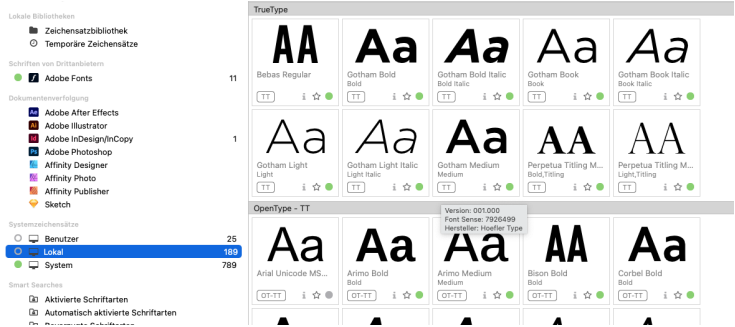 Lokale Bibliotheken
Zeichensatzbibliothek
Temporäre Zeichensätze
Schriften von Drittanbietern
Adobe Fonts 11
Dokumentenverfolgung
Ae Adobe After Effects
Ai Adobe Illustrator
Id Adobe InDesign/InCopy 1
Ps Adobe Photoshop
Affinity Designer
Affinity Photo
Affinity Publisher
Sketch
Systemzeichensätze
Benutzer 25
Lokal 189
System 789
Smart Searches
Aktivierte Schriftarten
Automatisch aktivierte Schriftarten
TrueType
AA Aa Aa Aa Aa
Bebas Regular Gotham Bold Gotham Bold Italic Gotham Book Gotham Book Italic
Bold Bold Italic Book Book Italic
TT TT TT TT TT
Aa Aa Aa AA AA
Gotham Light Gotham Light Italic Gotham Medium Perpetua Titling M... Perpetua Titling M...
Light Light Italic Medium Bold,Titling Light,Titling
TT TT TT TT TT
OpenType - TT
Version: 001.000
Font Sense: 7926499
Hersteller: Hoefler Type
Aa Aa Aa AA Aa
Arial Unicode MS... Arimo Bold Arimo Medium Bison Bold Corbel Bold
Bold Medium Bold Bold
OT-TT OT-TT OT-TT OT-TT OT-TT